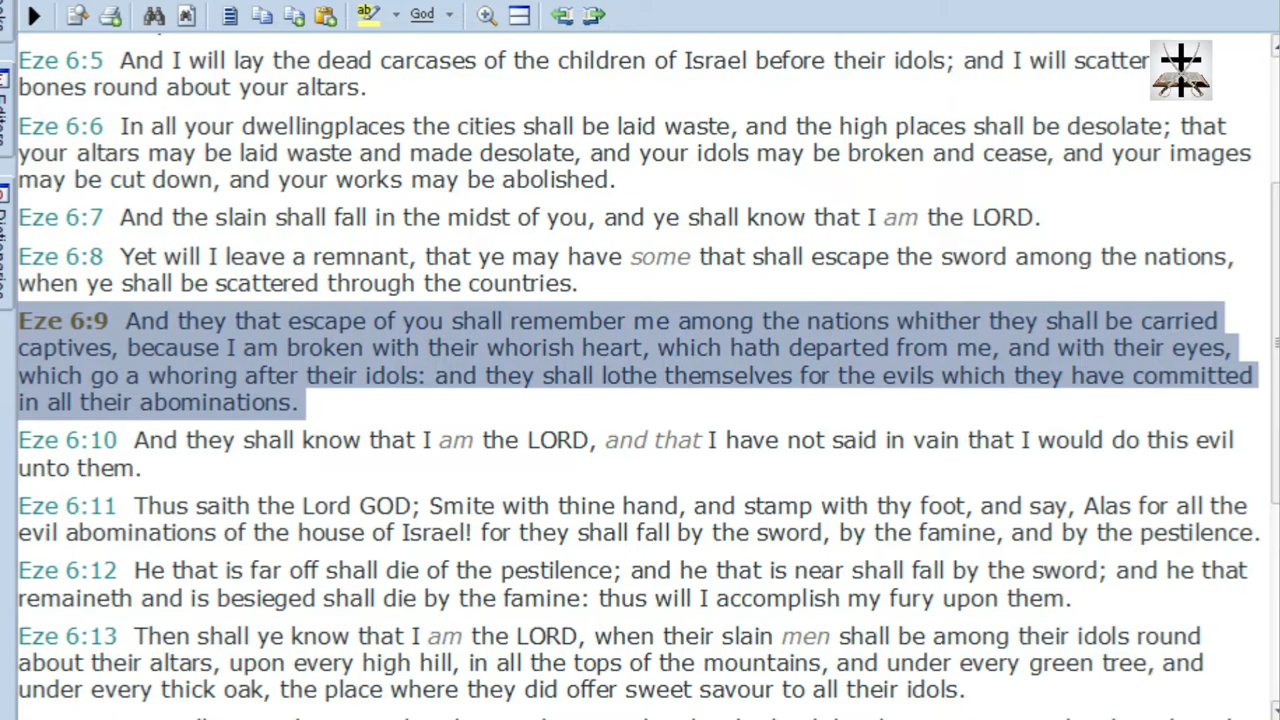 God
Eze 6:5 And I will lay the dead carcases of the children of Israel before their idols; and I will scatter
bones round about your altars.
Eze 6:6 In all your dwellingplaces the cities shall be laid waste, and the high places shall be desolate; that
your altars may be laid waste and made desolate, and your idols may be broken and cease, and your images
may be cut down, and your works may be abolished.
Eze 6:7 And the slain shall fall in the midst of you, and ye shall know that I am the LORD.
Eze 6:8 Yet will I leave a remnant, that ye may have some that shall escape the sword among the nations,
when ye shall be scattered through the countries.
Eze 6:9 And they that escape of you shall remember me among the nations whither they shall be carried
captives, because I am broken with their whorish heart, which hath departed from me, and with their eyes,
which go a whoring after their idols: and they shall lothe themselves for the evils which they have committed
in all their abominations.
Eze 6:10 And they shall know that I am the LORD, and that I have not said in vain that I would do this evil
unto them.
Eze 6:11 Thus saith the Lord GOD; Smite with thine hand, and stamp with thy foot, and say, Alas for all the
evil abominations of the house of Israel! for they shall fall by the sword, by the famine, and by the pestilence.
Eze 6:12 He that is far off shall die of the pestilence; and he that is near shall fall by the sword; and he that
remaineth and is besieged shall die by the famine: thus will I accomplish my fury upon them.
Eze 6:13 Then shall ye know that I am the LORD, when their slain men shall be among their idols round
about their altars, upon every high hill, in all the tops of the mountains, and under every green tree, and
under every thick oak, the place where they did offer sweet savour to all their idols.